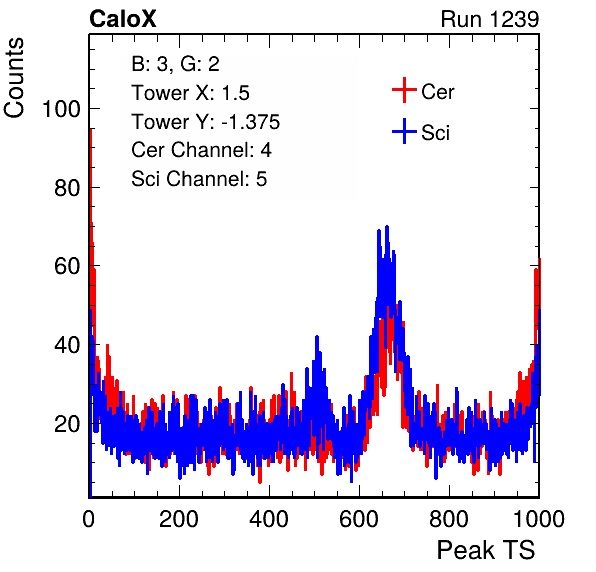 CaloX
Run 1239
Counts
B: 3, G: 2
Tower X: 1.5
Tower Y: -1.375
Cer Channel: 4
Sci Channel: 5
Cer
Sci
100
80
60
40
20
0 200 400 600 800 1000
Peak TS